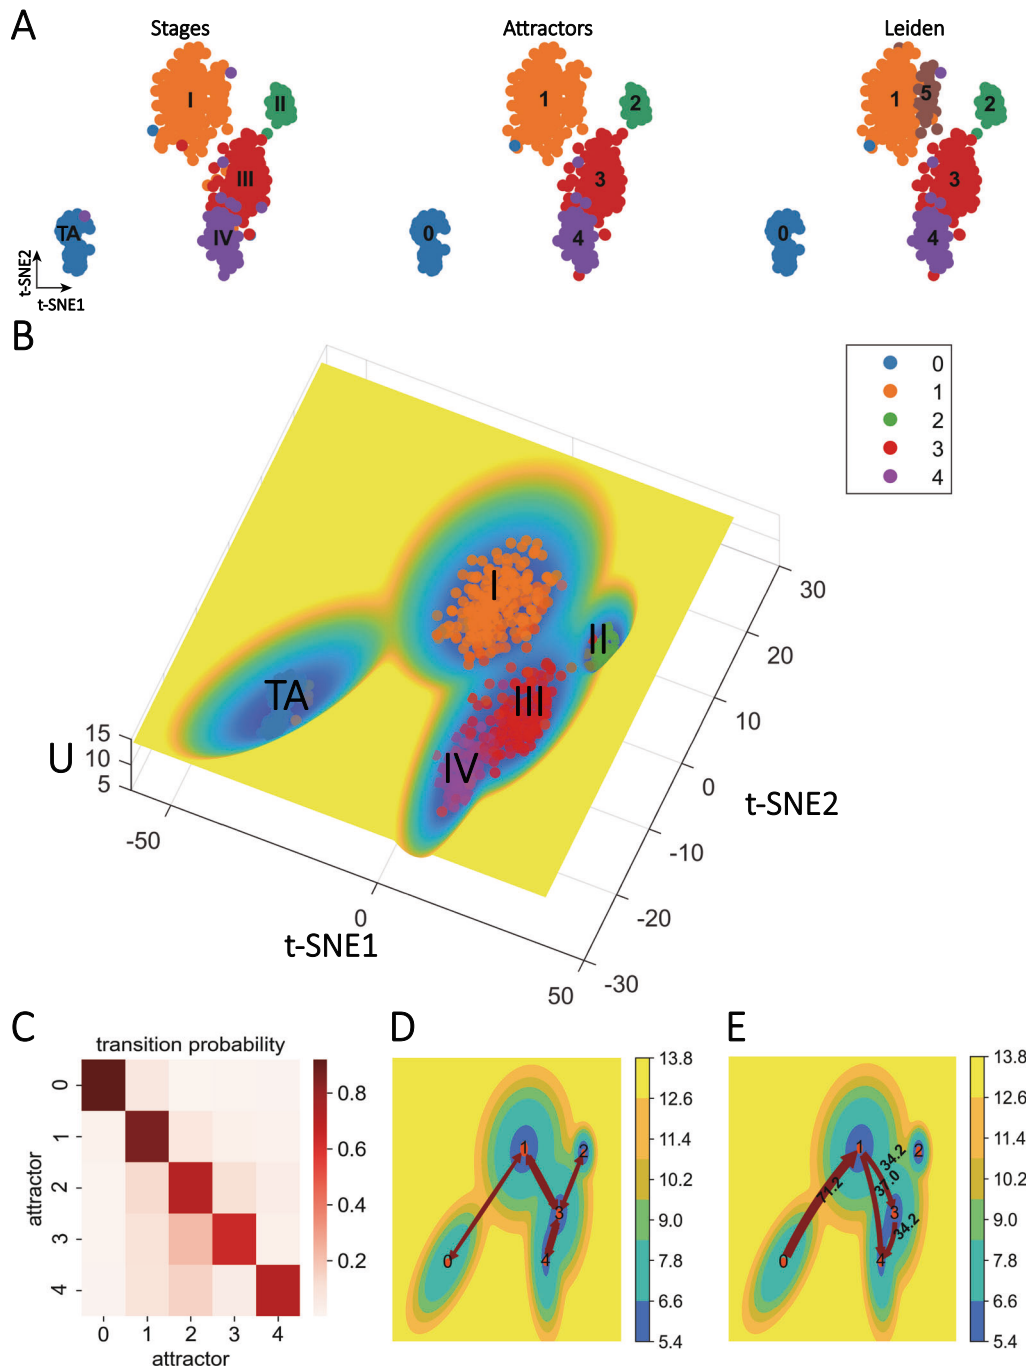 A
Stages
Attractors
Leiden
I
II
III
IV
TA
t-SNE2
t-SNE1
1
2
3
4
0
1
5
2
3
4
0
B
0
1
2
3
4
I
II
III
IV
TA
U
15
10
5
-50
0
50
t-SNE1
30
20
10
0
-10
-20
-30
t-SNE2
C
transition probability
0
1
2
3
4
attractor
0 1 2 3 4
attractor
0.8
0.6
0.4
0.2
D
1
2
3
4
0
13.8
12.6
11.4
10.2
9.0
7.8
6.6
5.4
E
1
2
3
4
0
71.2
34.2
37.0
34.2
13.8
12.6
11.4
10.2
9.0
7.8
6.6
5.4